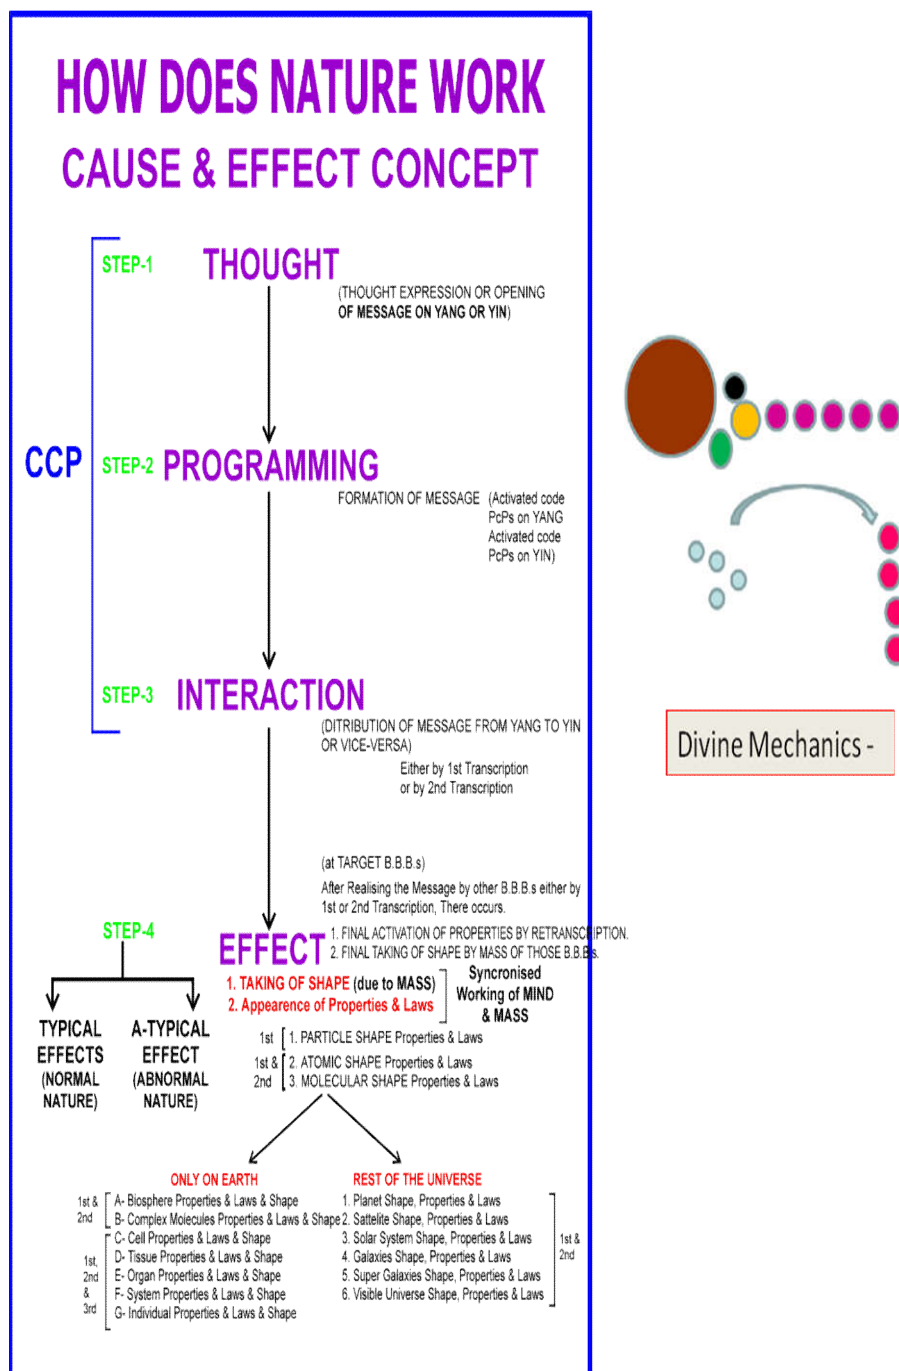 HOW DOES NATURE WORK
CAUSE & EFFECT CONCEPT
STEP-1
THOUGHT
(THOUGHT EXPRESSION OR OPENING
OF MESSAGE ON YANG OR YIN)
CCP
STEP-2
PROGRAMMING
FORMATION OF MESSAGE (Activated code
PcPs on YANG
Activated code
PcPs on YIN)
STEP-3
INTERACTION
(DITRIBUTION OF MESSAGE FROM YANG TO YIN
OR VICE-VERSA)
Either by 1st Transcription
or by 2nd Transcription
(at TARGET B.B.B.s)
After Realising the Message by other B.B.B.s either by
1st or 2nd Transcription, There occurs.
STEP-4
EFFECT
1. FINAL ACTIVATION OF PROPERTIES BY RETRANSCRIPTION.
2. FINAL TAKING OF SHAPE BY MASS OF THOSE B.B.B.s.
1. TAKING OF SHAPE (due to MASS)
2. Appearence of Properties & Laws
Syncronised
Working of MIND
& MASS
TYPICAL
EFFECTS
(NORMAL
NATURE)
A-TYPICAL
EFFECT
(ABNORMAL
NATURE)
1st
1. PARTICLE SHAPE Properties & Laws
1st &
2nd
2. ATOMIC SHAPE Properties & Laws
3. MOLECULAR SHAPE Properties & Laws
ONLY ON EARTH
1st &
2nd
A- Biosphere Properties & Laws & Shape
B- Complex Molecules Properties & Laws & Shape
1st,
2nd
&
3rd
C- Cell Properties & Laws & Shape
D- Tissue Properties & Laws & Shape
E- Organ Properties & Laws & Shape
F- System Properties & Laws & Shape
G- Individual Properties & Laws & Shape
REST OF THE UNIVERSE
1. Planet Shape, Properties & Laws
2. Sattelite Shape, Properties & Laws
3. Solar System Shape, Properties & Laws
4. Galaxies Shape, Properties & Laws
5. Super Galaxies Shape, Properties & Laws
6. Visible Universe Shape, Properties & Laws
1st &
2nd
Divine Mechanics -